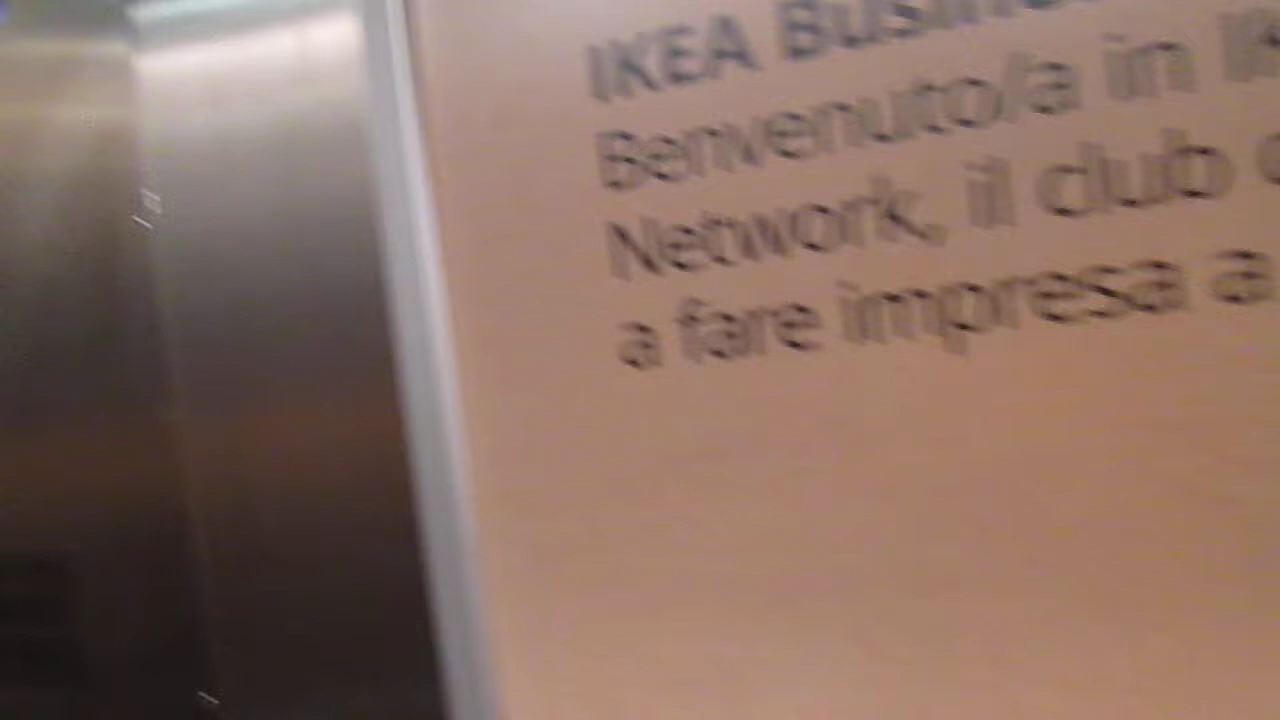 IKEA
Benvenuto/a in
Network, il club
a fare impresa a